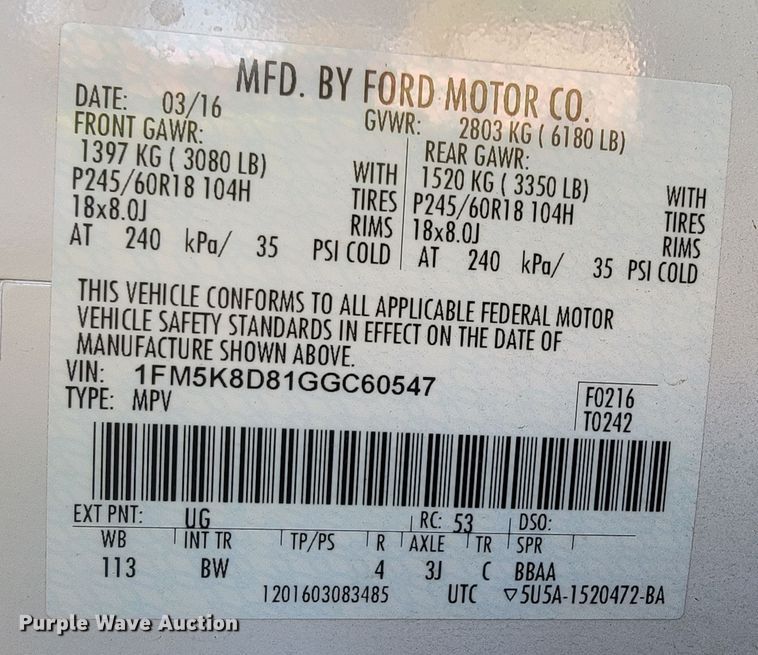 MFD. BY FORD MOTOR CO.
DATE: 03/16 GVWR: 2803 KG ( 6180 LB)
FRONT GAWR: REAR GAWR:
1397 KG ( 3080 LB) WITH 1520 KG ( 3350 LB) WITH
P245/60R18 104H TIRES P245/60R18 104H TIRES
18x8.0J RIMS 18x8.0J RIMS
AT 240 kPa/ 35 PSI COLD AT 240 kPa/ 35 PSI COLD
THIS VEHICLE CONFORMS TO ALL APPLICABLE FEDERAL MOTOR
VEHICLE SAFETY STANDARDS IN EFFECT ON THE DATE OF
MANUFACTURE SHOWN ABOVE.
VIN: 1FM5K8D81GGC60547
TYPE: MPV
F0216
T0242
EXT PNT: UG RC: 53 DSO:
WB INT TR TP/PS R AXLE TR SPR
113 BW 4 3J C BBAA
1201603083485 UTC ▽5U5A-1520472-BA
Purple Wave Auction